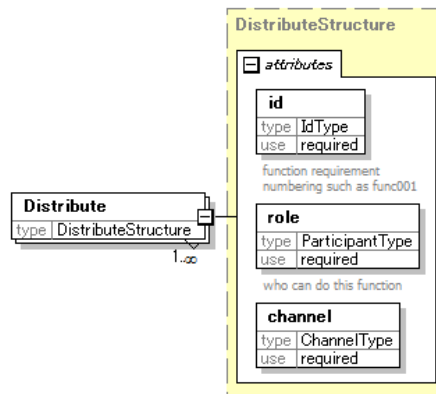 DistributeStructure
attributes
id
type IdType
use required
function requirement
numbering such as func001
Distribute
type DistributeStructure
1..∞
role
type ParticipantType
use required
who can do this function
channel
type ChannelType
use required